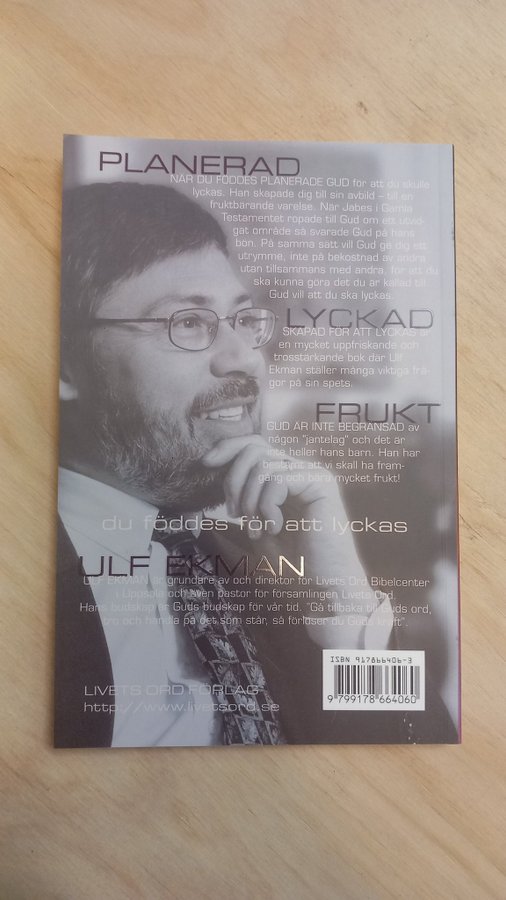 PLANERAD
NÄR DU FÖDDES PLANERADE GUD för att du skulle
lyckas. Han skapade dig till sin avbild – till en
fruktbärande varelse. När Jabes i Gamla
Testamentet ropade till Gud om ett utvid-
gat område så svarade Gud på hans
bön. På samma sätt vill Gud ge dig ett
utrymme, inte på bekostnad av andra
utan tillsammans med andra, för att du
ska kunna göra det du är kallad till.
Gud vill att du ska lyckas.
LYCKAD
SKAPAD FÖR ATT LYCKAS är
en mycket uppfriskande och
trosstärkande bok där Ulf
Ekman ställer många viktiga frå-
gor på sin spets.
FRUKT
GUD ÄR INTE BEGRÄNSAD av
någon "jantelag" och det är
inte heller hans barn. Han har
bestämt att vi skall ha fram-
gång och bära mycket frukt!
du föddes för att lyckas
ULF EKMAN
ULF EKMAN är grundare av och direktor för Livets Ord Bibelcenter
i Uppsala och även pastor för församlingen Livets Ord.
Hans budskap är Guds budskap för vår tid. "Gå tillbaka till Guds ord,
tro och handla på det som står, så förlöser du Guds kraft".
ISBN 917866406-3
9 799178 664060
LIVETS ORD FÖRLAG
http://www.livetsord.se